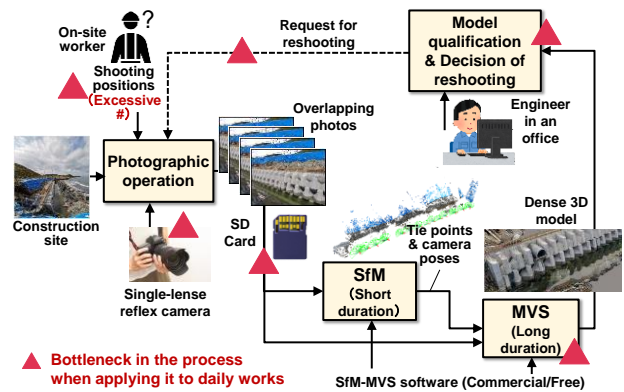 On-site
worker
?
Shooting
positions
(Excessive
#)
Request for
reshooting
Model
qualification
& Decision of
reshooting
Engineer
in an
office
Overlapping
photos
Photographic
operation
Construction
site
Single-lense
reflex camera
SD
Card
Tie points
& camera
poses
Dense 3D
model
SfM
(Short
duration)
MVS
(Long
duration)
Bottleneck in the process
when applying it to daily works
SfM-MVS software (Commercial/Free)